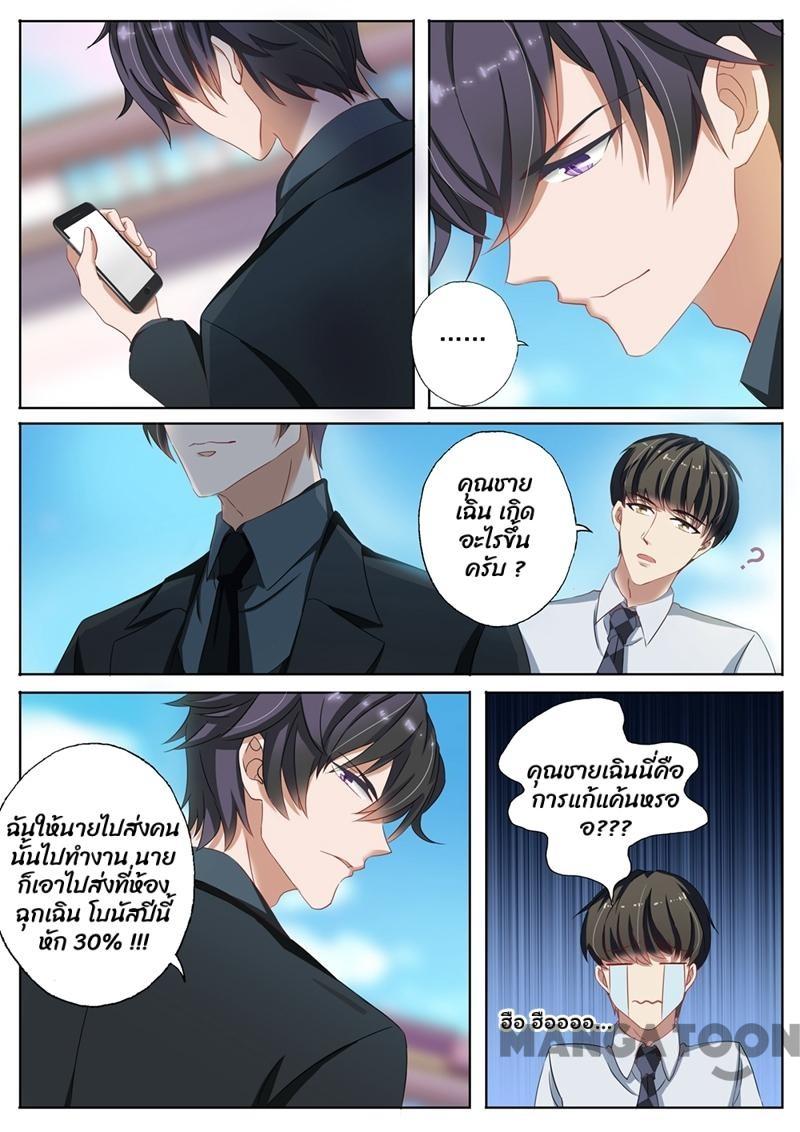 ......
คุณชาย
เฉิน เกิด
อะไรขึ้น
ครับ ?
?
ฉันให้นายไปส่งคน
นั้นไปทำงาน นาย
ก็เอาไปส่งที่ห้อง
ฉุกเฉิน โบนัสปีนี้
หัก 30% !!!
คุณชายเฉินนี่คือ
การแก้แค้นหรอ
อ???
ฮือ ฮืออออ...
MANGATOON